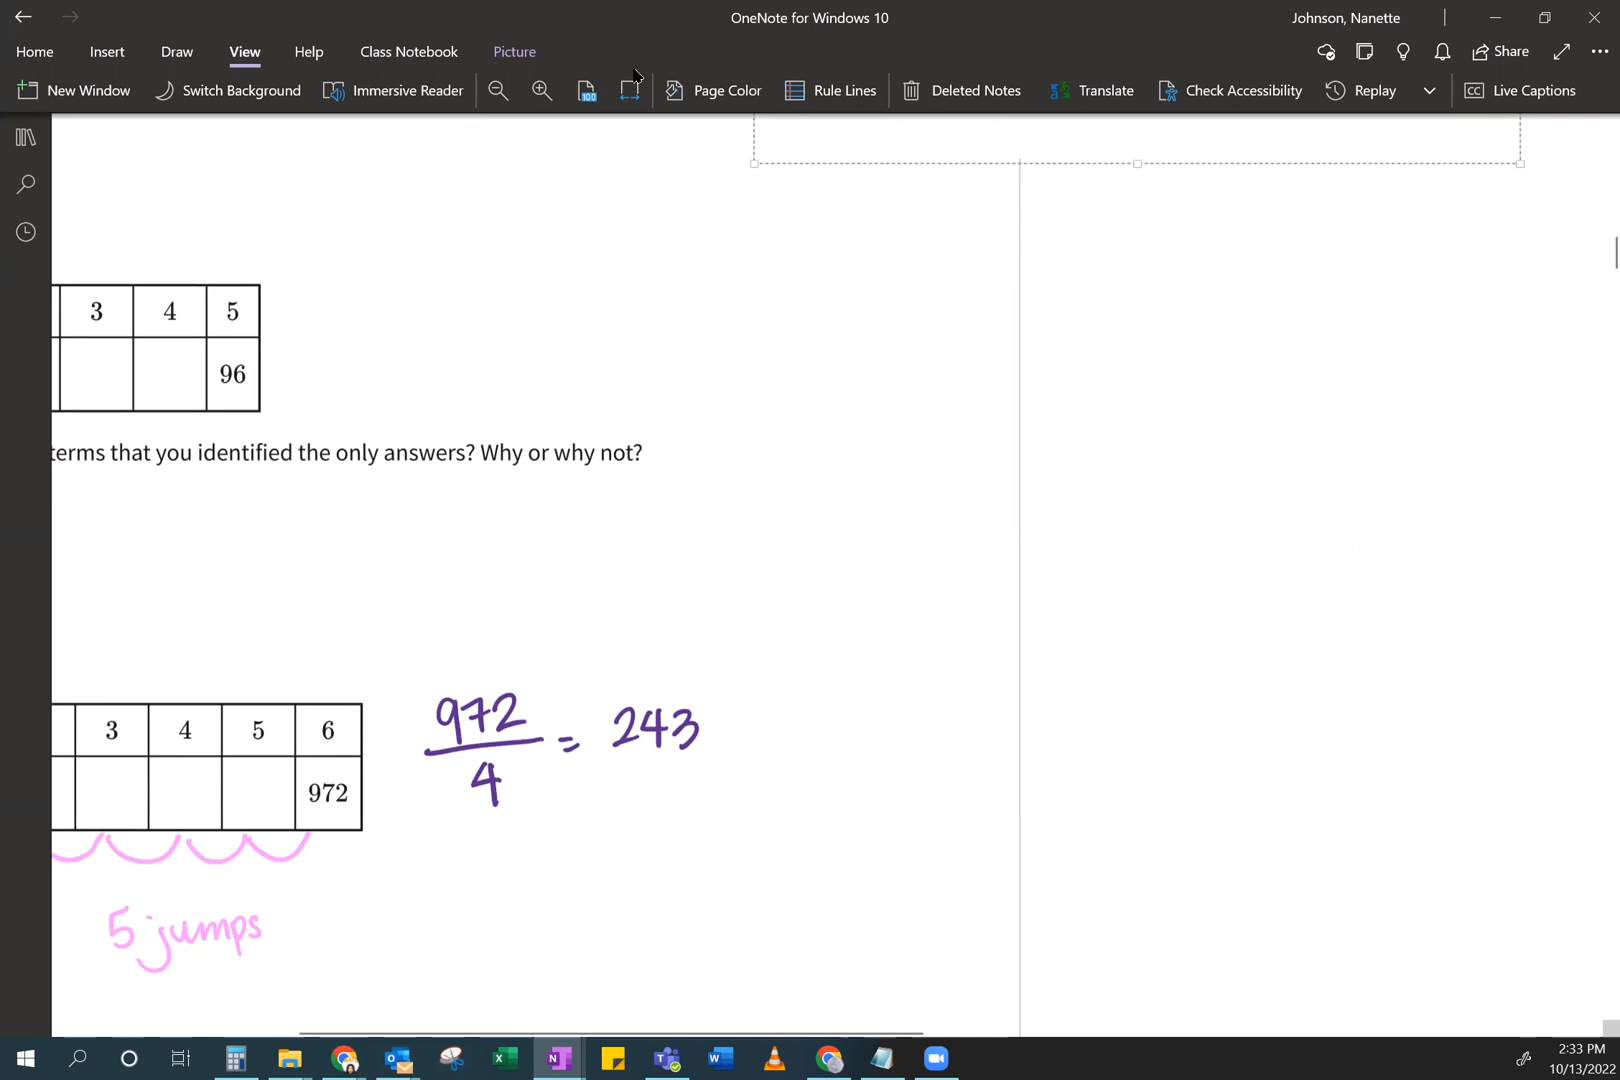 OneNote for Windows 10
Johnson, Nanette
Home Insert Draw View Help Class Notebook Picture
Share
New Window Switch Background Immersive Reader 100 Page Color Rule Lines Deleted Notes Translate Check Accessibility Replay CC Live Captions
3 4 5
96
terms that you identified the only answers? Why or why not?
3 4 5 6
972
972/4 = 243
5 jumps
2:33 PM
10/13/2022